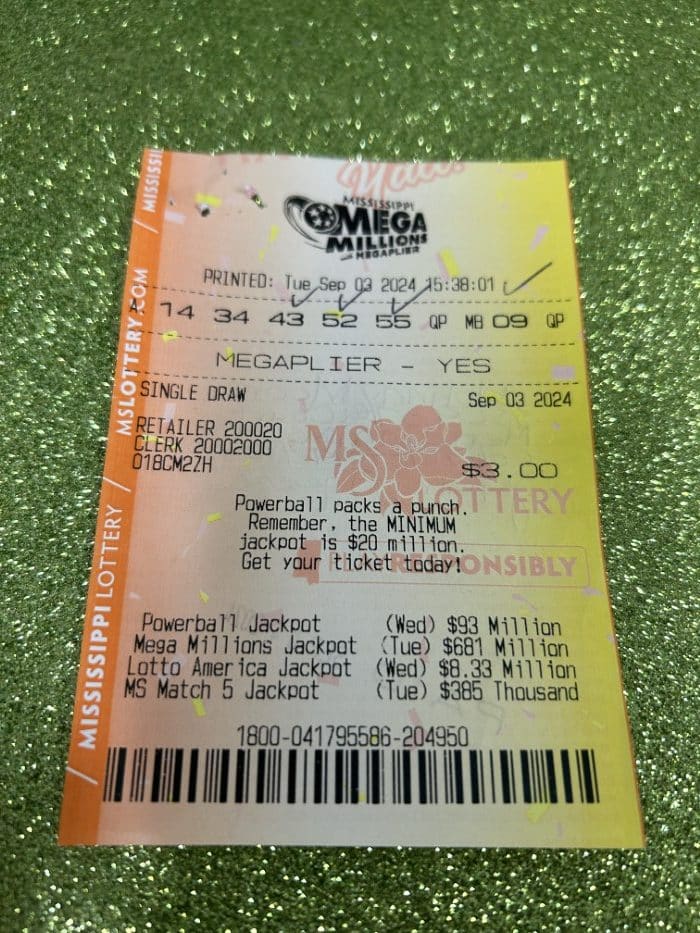 MISSISSIPPI
MEGA
MILLIONS
WITH MEGAPLIER
PRINTED: Tue Sep 03 2024 15:38:01
A. 14 34 43 52 55 QP MB 09 QP
MEGAPLIER - YES
SINGLE DRAW
Sep 03 2024
RETAILER 200020
CLERK 20002000
018CM2ZH
$3.00
MS LOTTERY
Powerball packs a punch.
Remember, the MINIMUM
jackpot is $20 million.
Get your ticket today!
RESPONSIBLY
Powerball Jackpot (Wed) $93 Million
Mega Millions Jackpot (Tue) $681 Million
Lotto America Jackpot (Wed) $8.33 Million
MS Match 5 Jackpot (Tue) $385 Thousand
1800-041795586-204950
/ MISSISSIPPI LOTTERY / MSLOTTERY.COM / MISSISSI